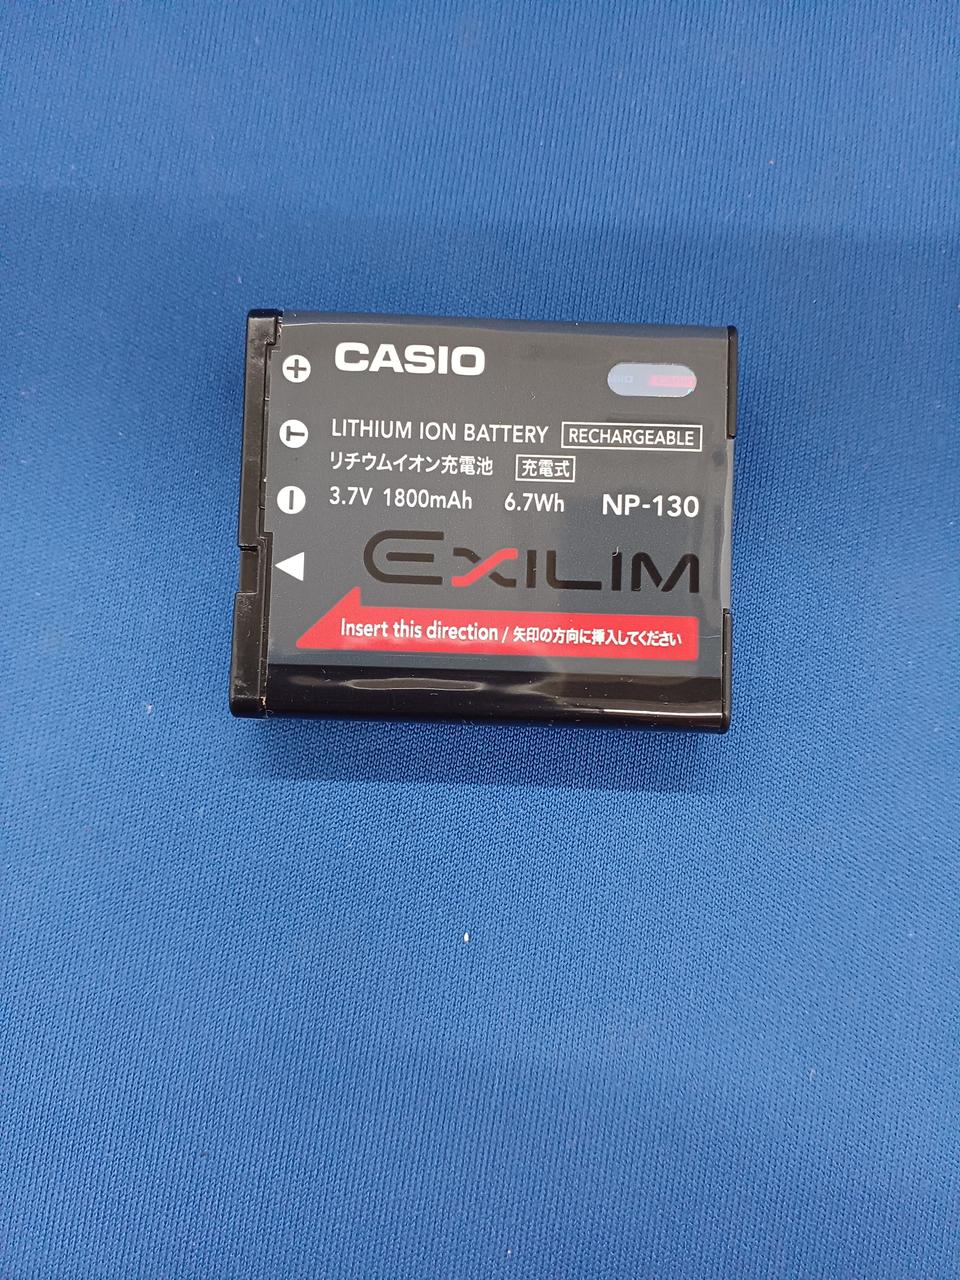 CASIO
LITHIUM ION BATTERY RECHARGEABLE
リチウムイオン充電池 充電式
3.7V 1800mAh 6.7Wh NP-130
EXILIM
Insert this direction / 矢印の方向に挿入してください